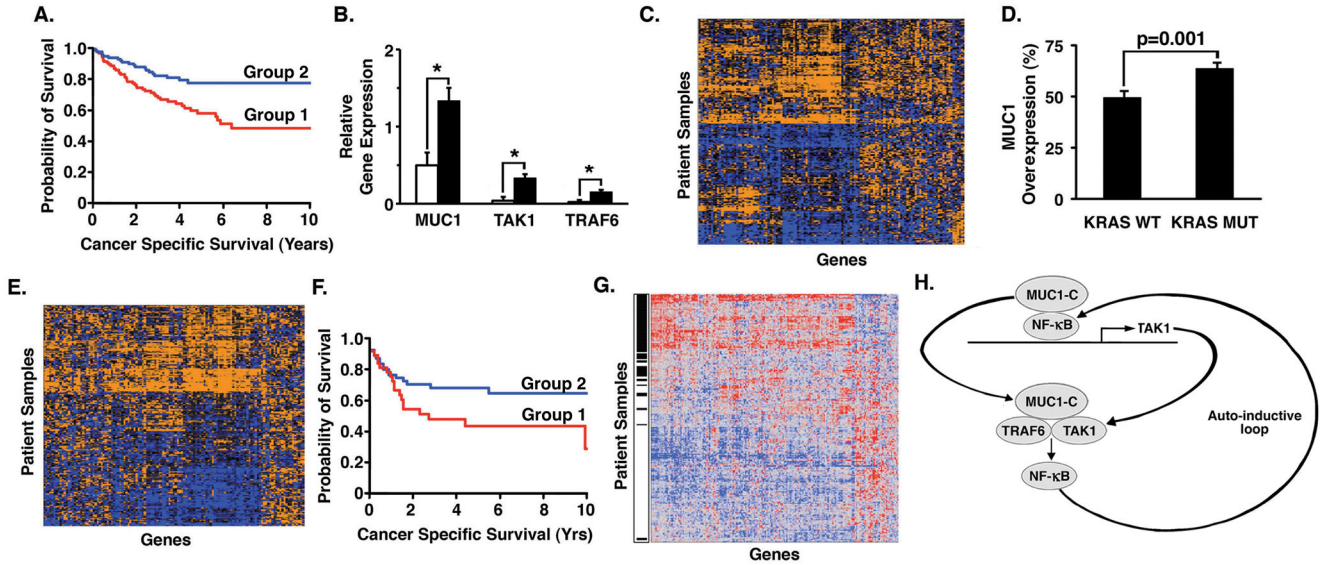 A.
Probability of Survival
1.0
0.8
0.6
0.4
0.2
0
Group 2
Group 1
0 2 4 6 8 10
Cancer Specific Survival (Years)
B.
Relative
Gene Expression
2
1
0
* * *
MUC1 TAK1 TRAF6
C.
Patient Samples
Genes
D.
MUC1
Overexpression (%)
75
50
25
0
p=0.001
KRAS WT KRAS MUT
E.
Patient Samples
Genes
F.
Probability of Survival
1.0
0.8
0.6
0.4
0.2
0
Group 2
Group 1
0 2 4 6 8 10
Cancer Specific Survival (Yrs)
G.
Patient Samples
Genes
H.
MUC1-C
NF-κB
TAK1
MUC1-C
TRAF6 TAK1
NF-κB
Auto-inductive
loop